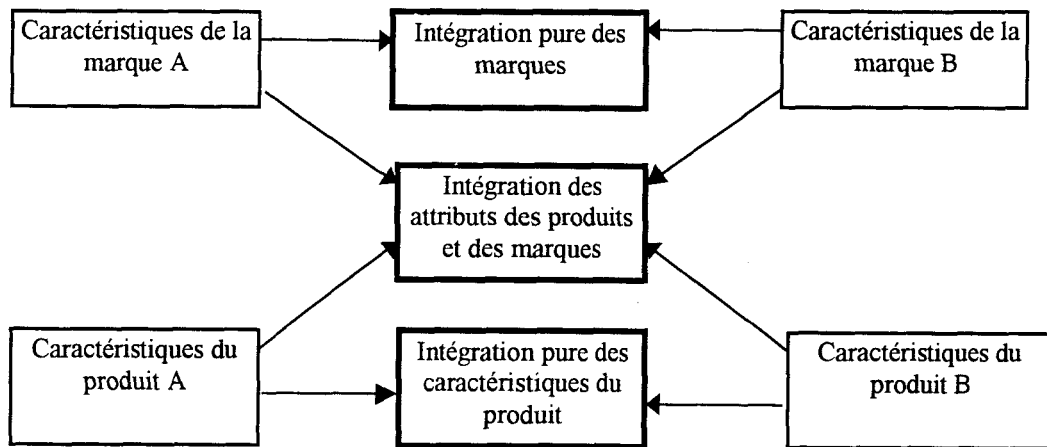 Caractéristiques de la
marque A
Intégration pure des
marques
Caractéristiques de la
marque B
Intégration des
attributs des produits
et des marques
Caractéristiques du
produit A
Intégration pure des
caractéristiques du
produit
Caractéristiques du
produit B